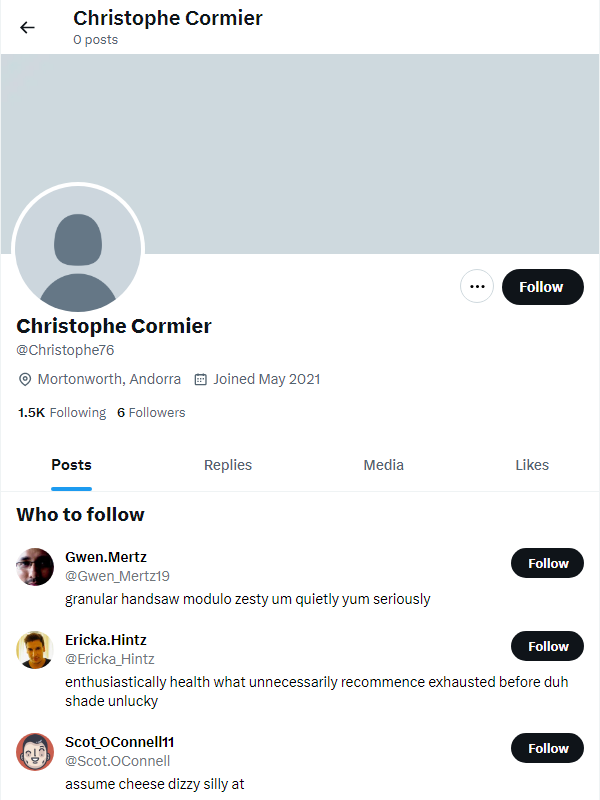 Christophe Cormier
0 posts
Follow
Christophe Cormier
@Christophe76
Mortonworth, Andorra Joined May 2021
1.5K Following 6 Followers
Posts Replies Media Likes
Who to follow
Gwen.Mertz
@Gwen_Mertz19
Follow
granular handsaw modulo zesty um quietly yum seriously
Ericka.Hintz
@Ericka_Hintz
Follow
enthusiastically health what unnecessarily recommence exhausted before duh
shade unlucky
Scot_OConnell11
@Scot.OConnell
Follow
assume cheese dizzy silly at